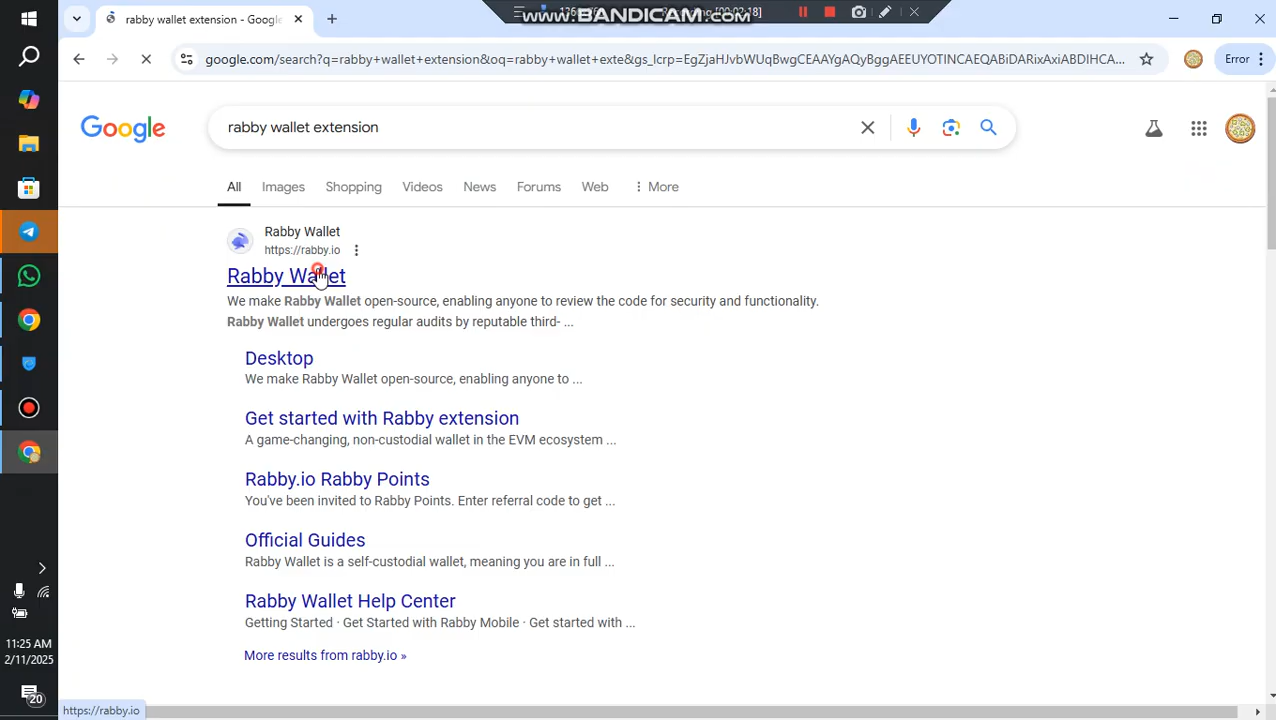 rabby wallet extension - Google
www.BANDICAM.com
google.com/search?q=rabby+wallet+extension&oq=rabby+wallet+exte&gs_lcrp=EgZjaHJvbWUqBwgCEAAYgAQyBggAEEUYOTINCAEQABiDARixAxiABDIHCA...
Error
Google
rabby wallet extension
All
Images
Shopping
Videos
News
Forums
Web
More
Rabby Wallet
https://rabby.io
Rabby Wallet
We make Rabby Wallet open-source, enabling anyone to review the code for security and functionality.
Rabby Wallet undergoes regular audits by reputable third- ...
Desktop
We make Rabby Wallet open-source, enabling anyone to ...
Get started with Rabby extension
A game-changing, non-custodial wallet in the EVM ecosystem ...
Rabby.io Rabby Points
You've been invited to Rabby Points. Enter referral code to get ...
Official Guides
Rabby Wallet is a self-custodial wallet, meaning you are in full ...
Rabby Wallet Help Center
Getting Started · Get Started with Rabby Mobile · Get started with ...
More results from rabby.io »
11:25 AM
2/11/2025
20
https://rabby.io